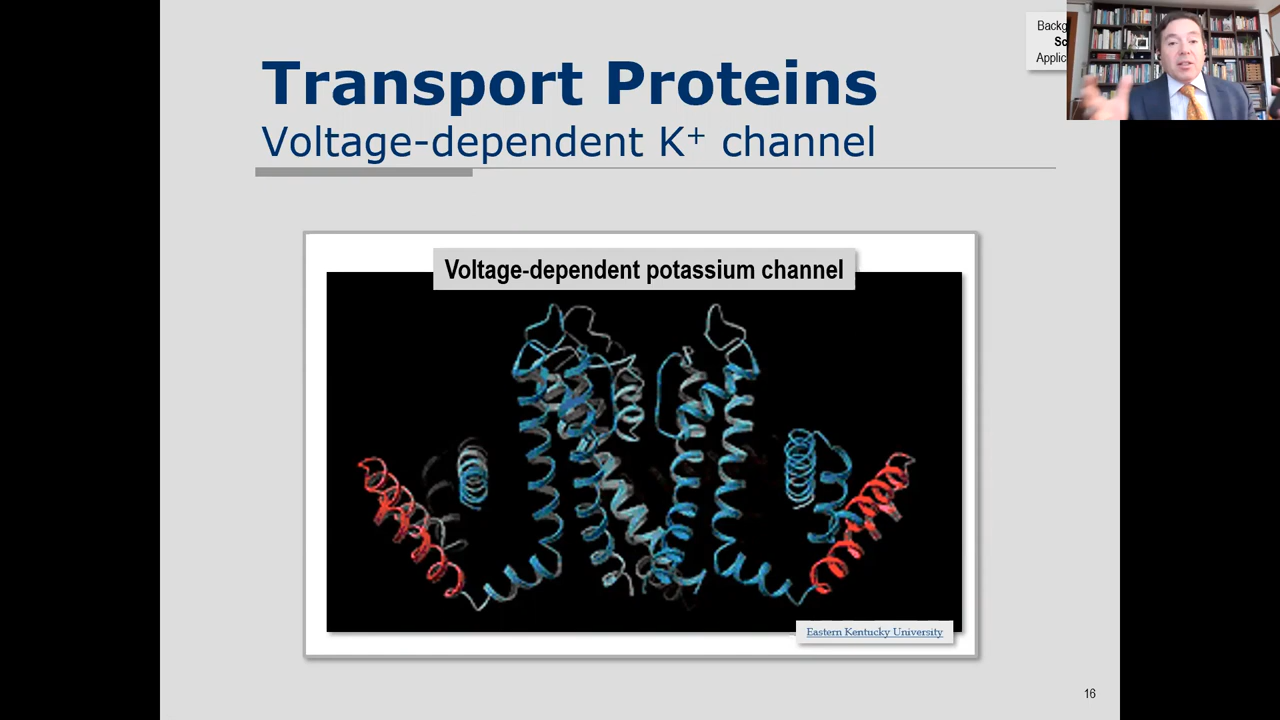 Transport Proteins
Voltage-dependent K⁺ channel
Voltage-dependent potassium channel
Eastern Kentucky University
16